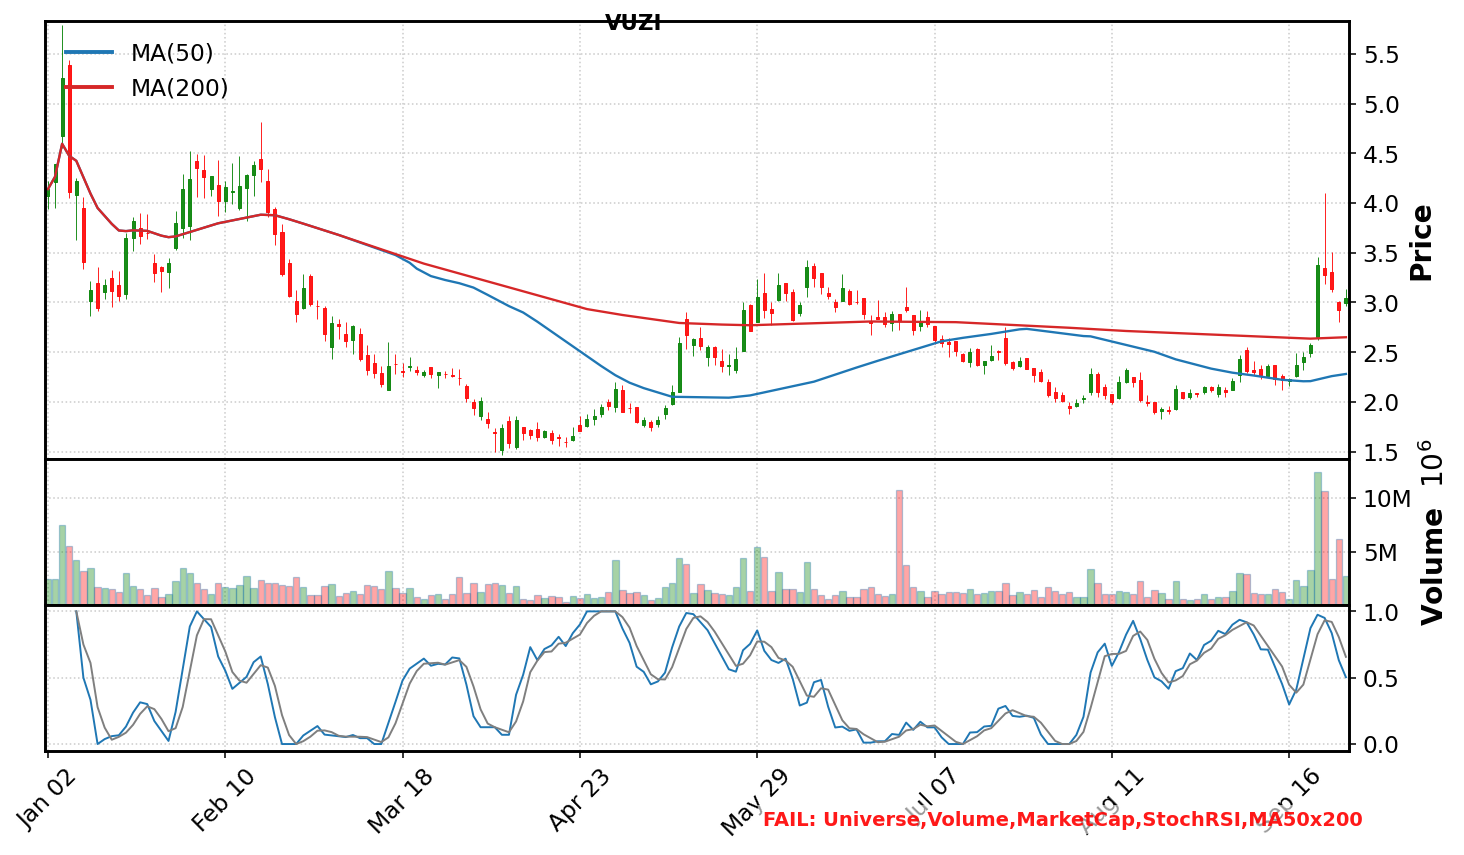 VUZI
MA(50)
MA(200)
5.5
5.0
4.5
4.0
3.5
3.0
2.5
2.0
1.5
Price
10M
5M
Volume 10^6
1.0
0.5
0.0
Jan 02
Feb 10
Mar 18
Apr 23
May 29
Jul 07
Aug 11
Sep 16
FAIL: Universe,Volume,MarketCap,StochRSI,MA50x200